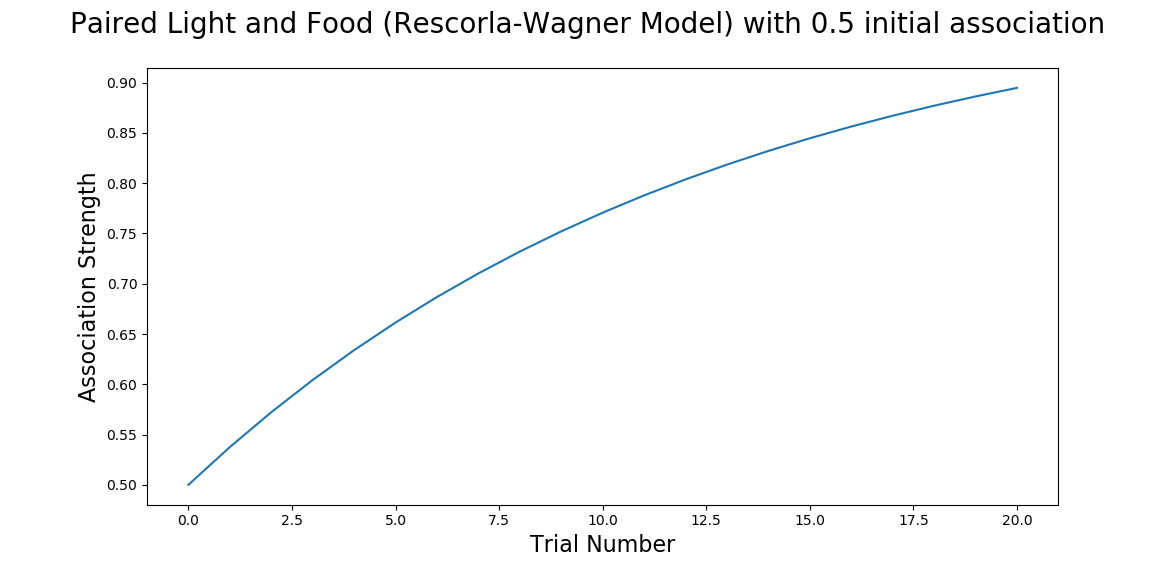 Paired Light and Food (Rescorla-Wagner Model) with 0.5 initial association
0.90
0.85
0.80
0.75
0.70
0.65
0.60
0.55
0.50
Association Strength
0.0 2.5 5.0 7.5 10.0 12.5 15.0 17.5 20.0
Trial Number